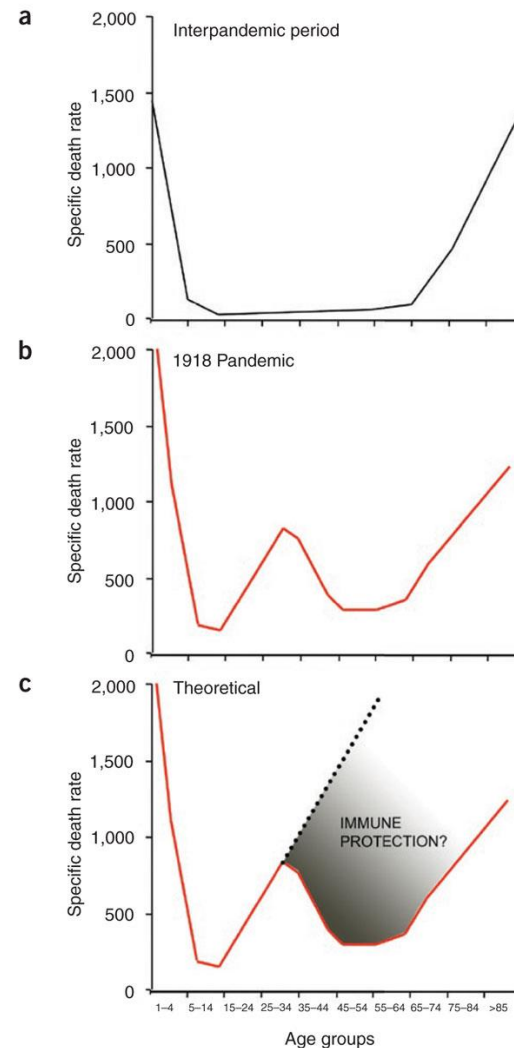 a
Interpandemic period
2,000
1,500
1,000
500
0
Specific death rate
b
1918 Pandemic
2,000
1,500
1,000
500
0
Specific death rate
c
Theoretical
2,000
1,500
1,000
500
0
Specific death rate
IMMUNE
PROTECTION?
1–4 5–14 15–24 25–34 35–44 45–54 55–64 65–74 75–84 >85
Age groups